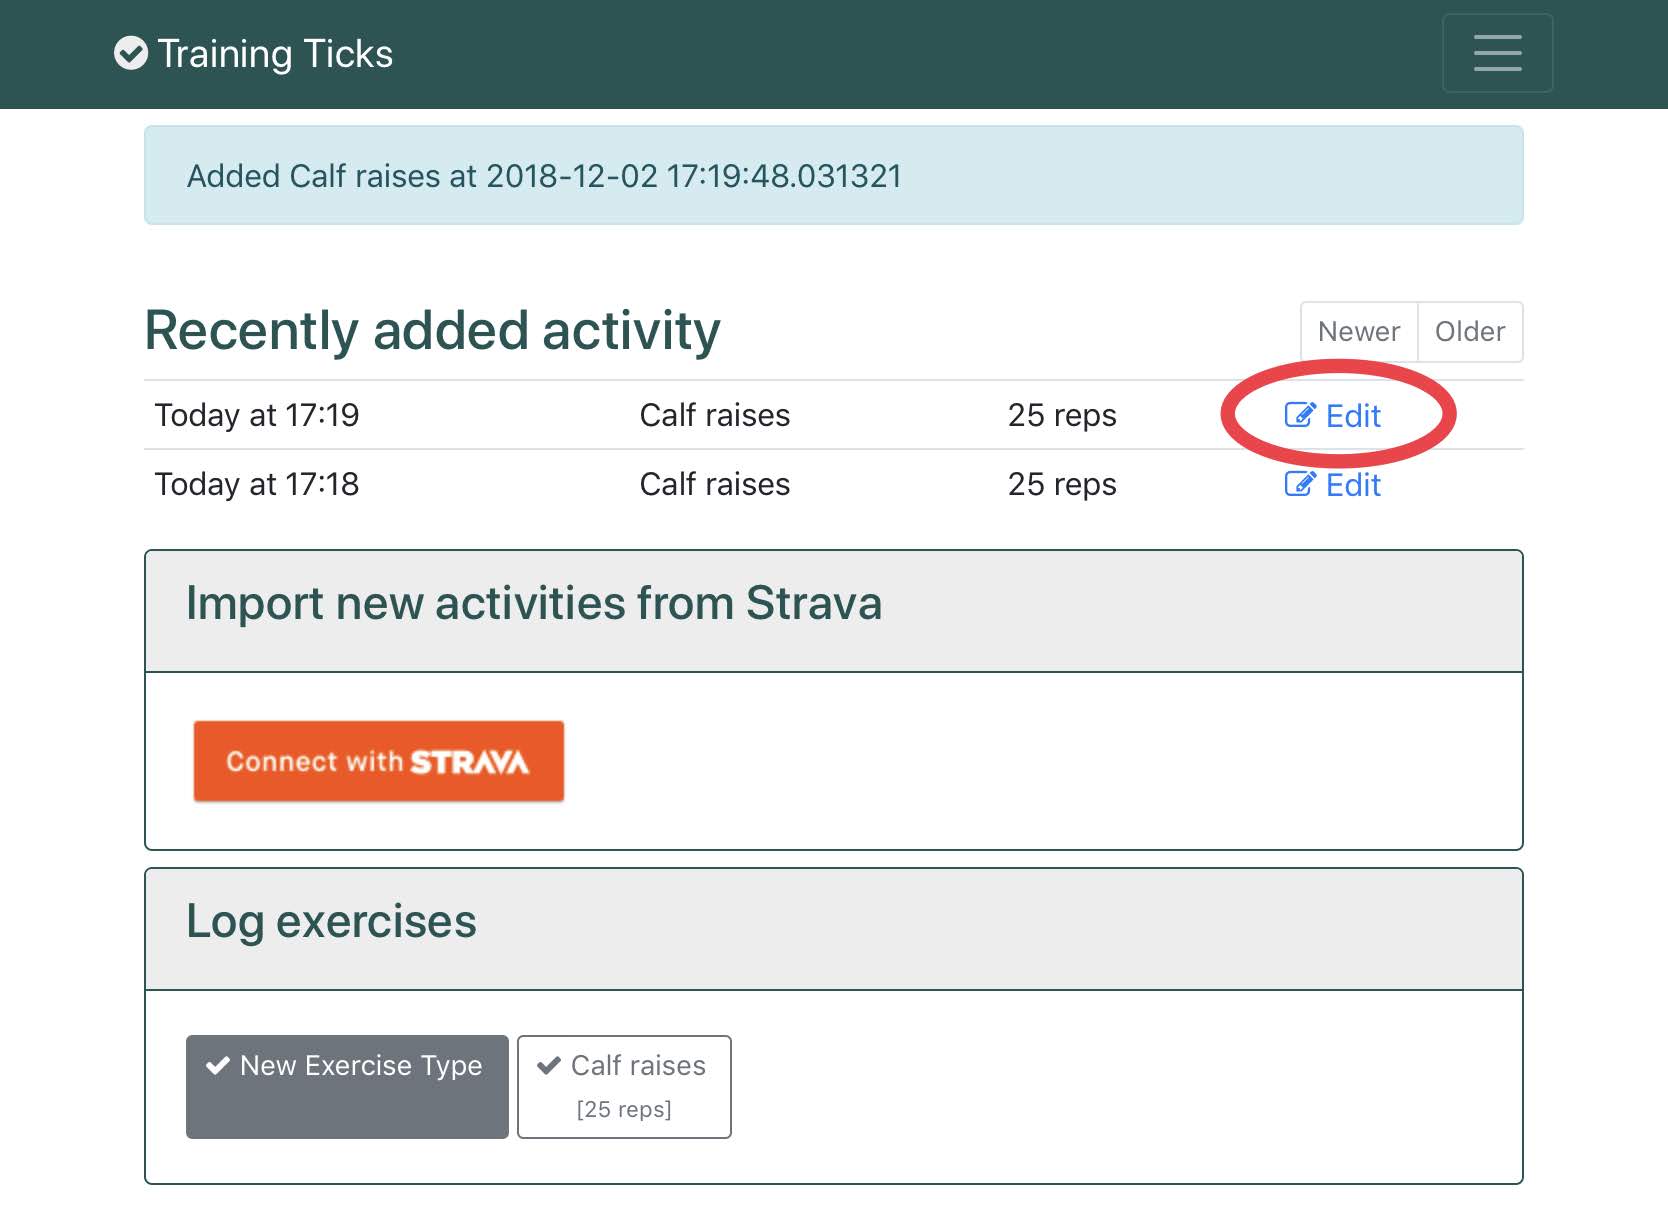 Training Ticks
Added Calf raises at 2018-12-02 17:19:48.031321
Recently added activity
Newer Older
Today at 17:19 Calf raises 25 reps Edit
Today at 17:18 Calf raises 25 reps Edit
Import new activities from Strava
Connect with STRAVA
Log exercises
New Exercise Type Calf raises
[25 reps]